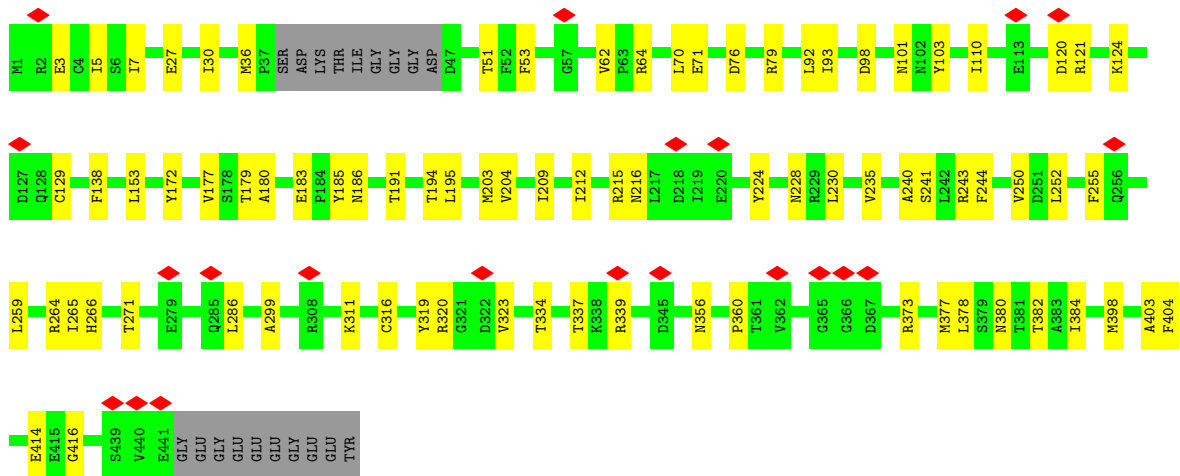 M1 R2 E3 C4 I5 S6 I7 E27 I30 M36 P37 SER ASP LYS THR ILE GLY GLY GLY ASP D47 T51 F52 F53 G57 V62 P63 R64 L70 E71 D76 R79 L92 I93 D98 N101 N102 Y103 I110 E113 D120 R121 K124
D127 Q128 C129 F138 L153 Y172 V177 S178 T179 A180 E183 P184 Y185 N186 T191 T194 L195 M203 V204 I209 I212 R215 N216 L217 D218 I219 E220 Y224 N228 R229 L230 V235 A240 S241 L242 R243 F244 V250 D251 L252 F255 Q256
L259 R264 I265 H266 T271 E279 Q285 L286 A299 R308 K311 C316 Y319 R320 G321 D322 V323 T334 T337 K338 R339 D345 N356 P360 T361 V362 G365 G366 D367 R373 M377 L378 S379 N380 T381 T382 A383 I384 M398 A403 F404
E414 E415 G416 S439 V440 E441 GLY GLU GLY GLU GLU GLU GLY GLU GLU TYR